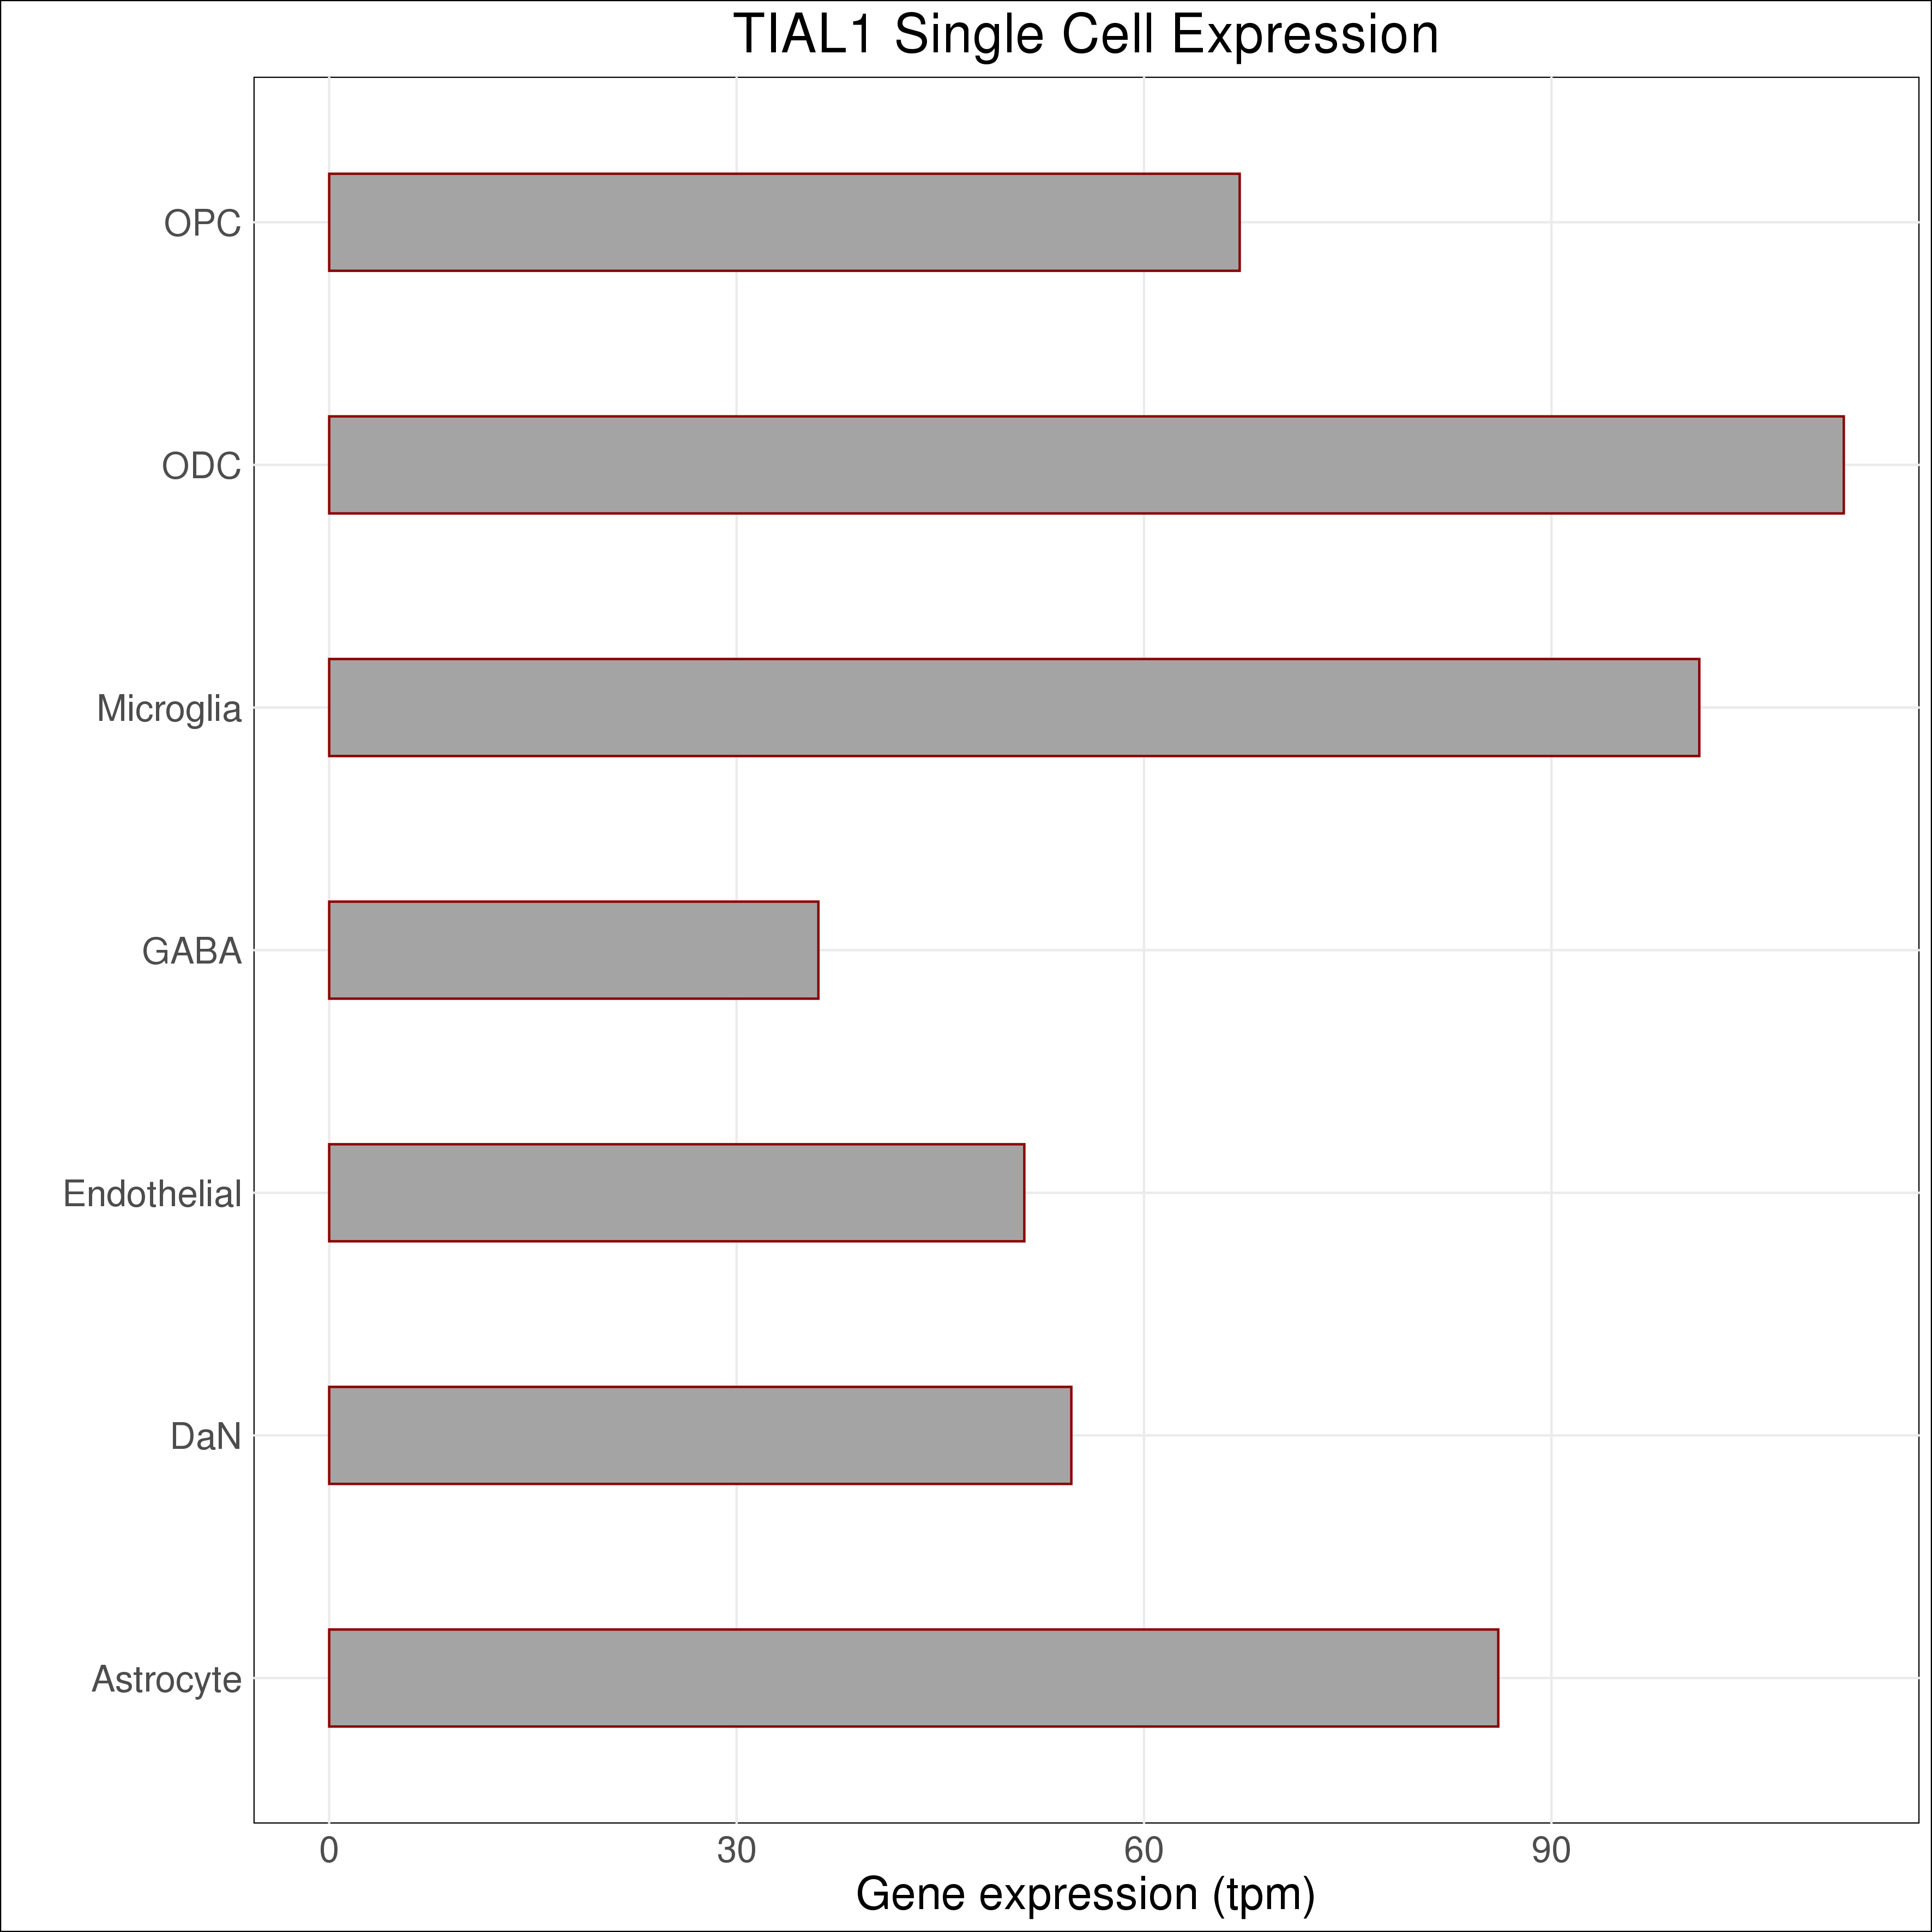 TIAL1 Single Cell Expression
OPC
ODC
Microglia
GABA
Endothelial
DaN
Astrocyte
0 30 60 90
Gene expression (tpm)